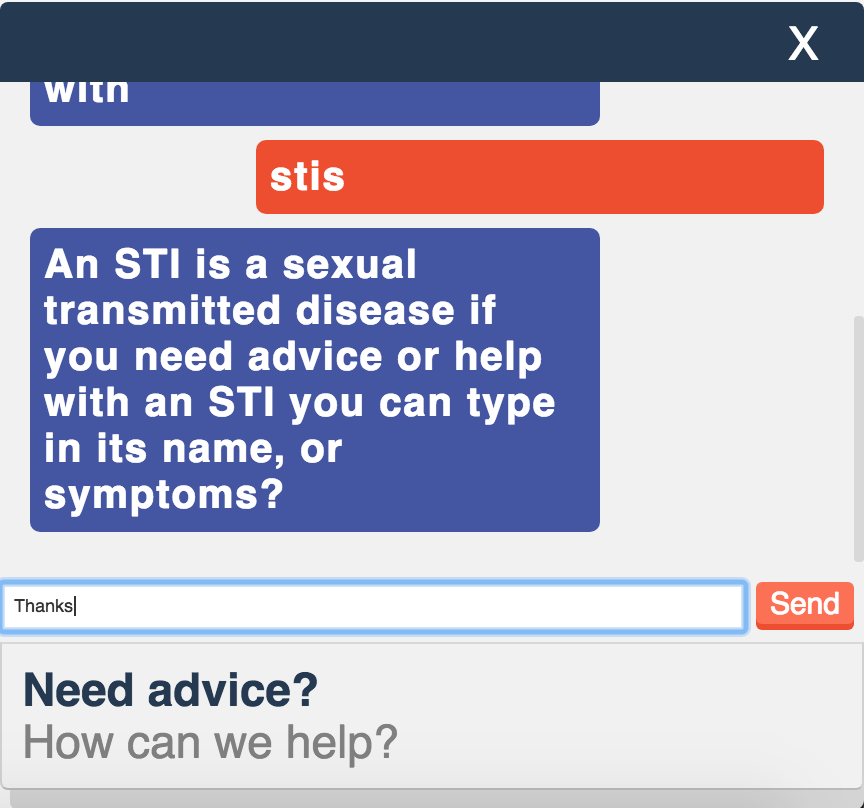 X
with
stis
An STI is a sexual
transmitted disease if
you need advice or help
with an STI you can type
in its name, or
symptoms?
Thanks
Send
Need advice?
How can we help?